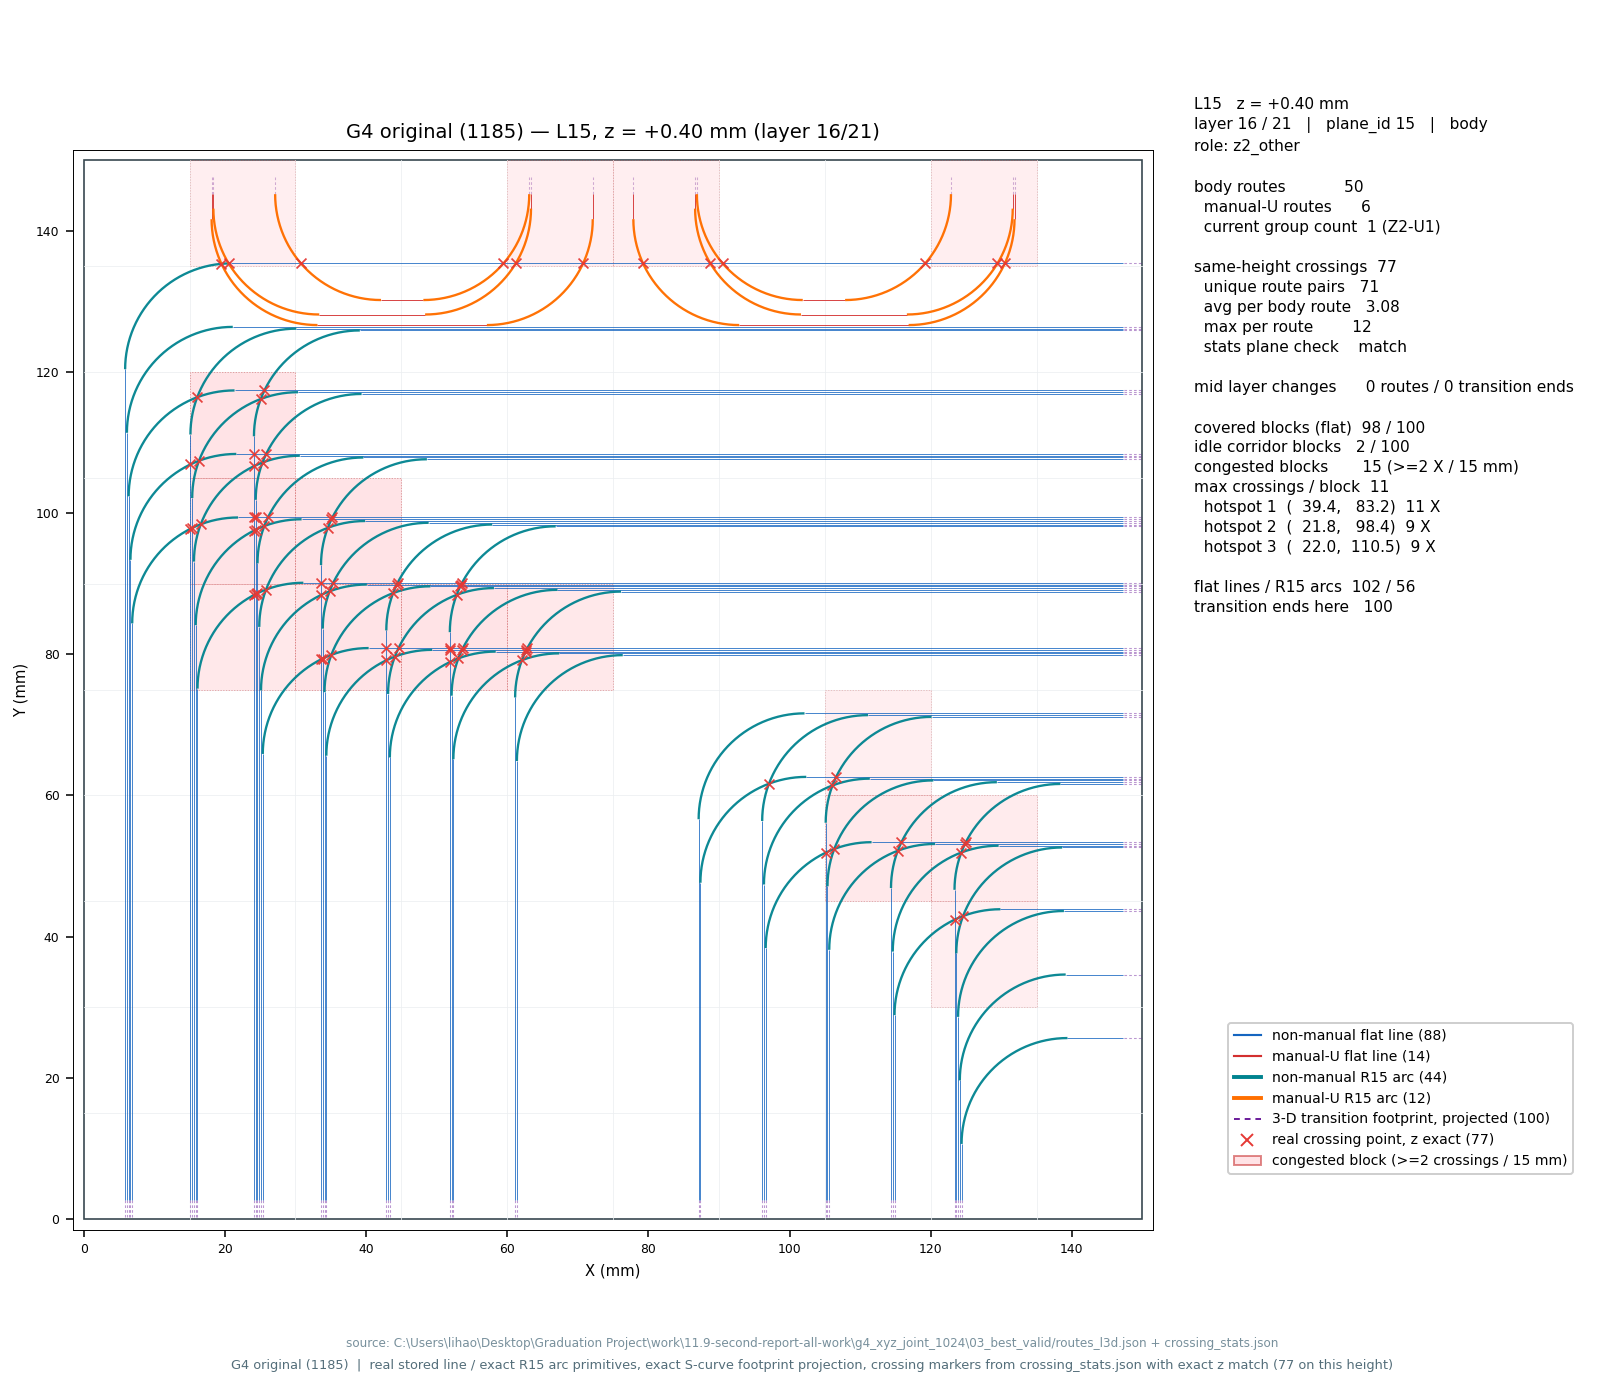 L15   z = +0.40 mm
layer 16 / 21   |   plane_id 15   |   body
role: z2_other
body routes            50
  manual-U routes      6
  current group count  1 (Z2-U1)
same-height crossings  77
  unique route pairs   71
  avg per body route   3.08
  max per route        12
  stats plane check    match
mid layer changes      0 routes / 0 transition ends
covered blocks (flat)  98 / 100
idle corridor blocks   2 / 100
congested blocks       15 (>=2 X / 15 mm)
max crossings / block  11
  hotspot 1  (  39.4,   83.2)  11 X
  hotspot 2  (  21.8,   98.4)  9 X
  hotspot 3  (  22.0,  110.5)  9 X
flat lines / R15 arcs  102 / 56
transition ends here   100
G4 original (1185) — L15, z = +0.40 mm (layer 16/21)
140
120
100
80
60
40
20
0
Y (mm)
0 20 40 60 80 100 120 140
X (mm)
non-manual flat line (88)
manual-U flat line (14)
non-manual R15 arc (44)
manual-U R15 arc (12)
3-D transition footprint, projected (100)
real crossing point, z exact (77)
congested block (>=2 crossings / 15 mm)
source: C:\Users\lihao\Desktop\Graduation Project\work\11.9-second-report-all-work\g4_xyz_joint_1024\03_best_valid/routes_l3d.json + crossing_stats.json
G4 original (1185)  |  real stored line / exact R15 arc primitives, exact S-curve footprint projection, crossing markers from crossing_stats.json with exact z match (77 on this height)